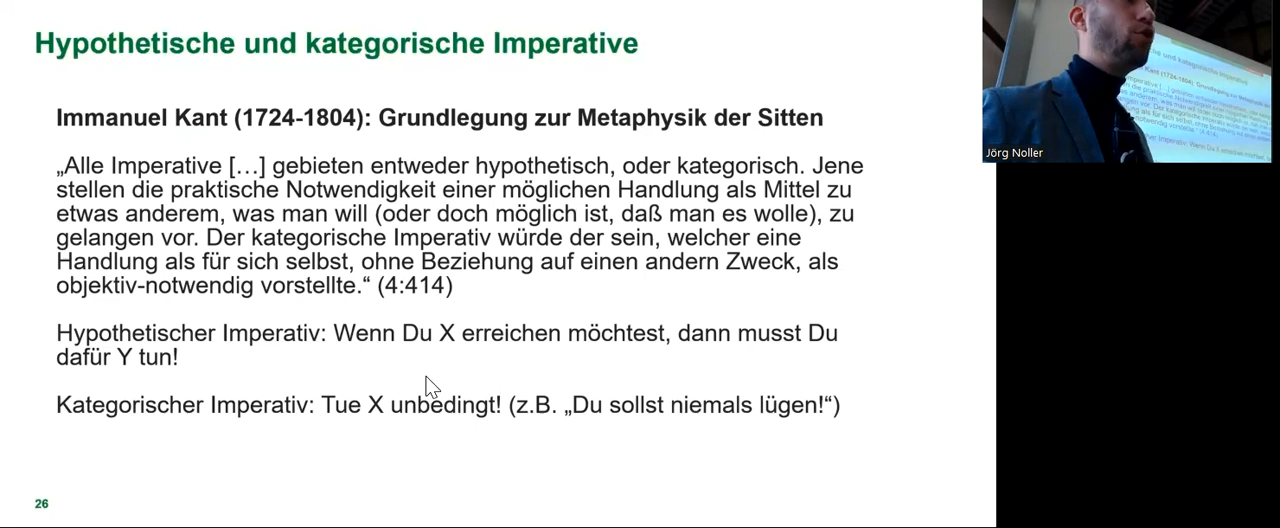 Hypothetische und kategorische Imperative
Immanuel Kant (1724-1804): Grundlegung zur Metaphysik der Sitten
„Alle Imperative […] gebieten entweder hypothetisch, oder kategorisch. Jene
stellen die praktische Notwendigkeit einer möglichen Handlung als Mittel zu
etwas anderem, was man will (oder doch möglich ist, daß man es wolle), zu
gelangen vor. Der kategorische Imperativ würde der sein, welcher eine
Handlung als für sich selbst, ohne Beziehung auf einen andern Zweck, als
objektiv-notwendig vorstellte.“ (4:414)
Hypothetischer Imperativ: Wenn Du X erreichen möchtest, dann musst Du
dafür Y tun!
Kategorischer Imperativ: Tue X unbedingt! (z.B. „Du sollst niemals lügen!“)
26
Jörg Noller